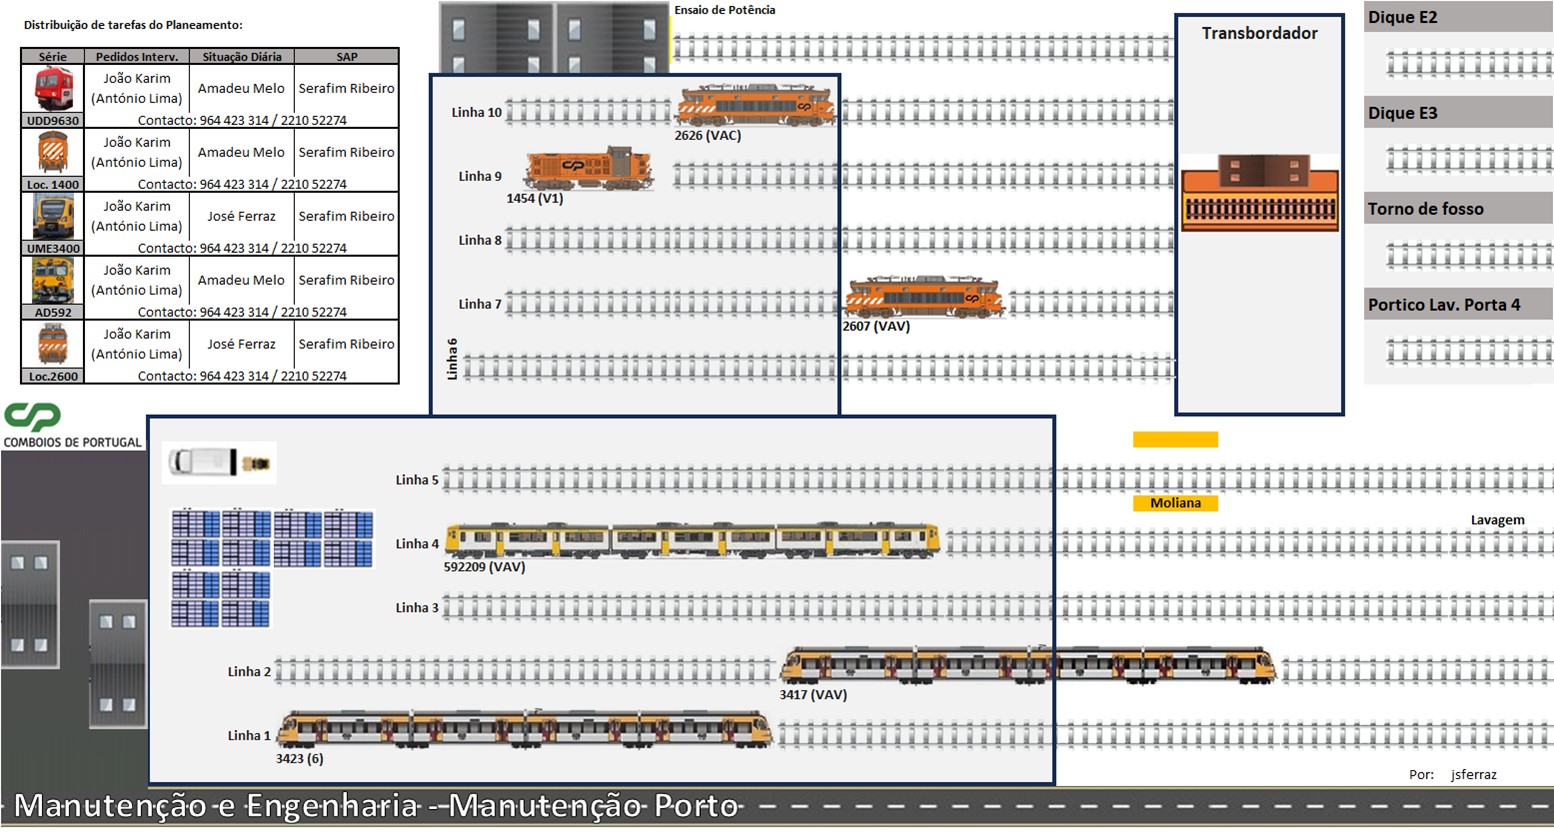 Distribuição de tarefas do Planeamento:
Série Pedidos Interv. Situação Diária SAP
João Karim
(António Lima) Amadeu Melo Serafim Ribeiro
UDD9630 Contacto: 964 423 314 / 2210 52274
João Karim
(António Lima) Amadeu Melo Serafim Ribeiro
Loc. 1400 Contacto: 964 423 314 / 2210 52274
João Karim
(António Lima) José Ferraz Serafim Ribeiro
UME3400 Contacto: 964 423 314 / 2210 52274
João Karim
(António Lima) Amadeu Melo Serafim Ribeiro
AD592 Contacto: 964 423 314 / 2210 52274
João Karim
(António Lima) José Ferraz Serafim Ribeiro
Loc.2600 Contacto: 964 423 314 / 2210 52274
CP
COMBOIOS DE PORTUGAL
Ensaio de Potência
Linha 10
2626 (VAC)
Linha 9
1454 (V1)
Linha 8
Linha 7
2607 (VAV)
Linha 6
Transbordador
Dique E2
Dique E3
Torno de fosso
Portico Lav. Porta 4
Linha 5
Moliana
Lavagem
Linha 4
592209 (VAV)
Linha 3
Linha 2
3417 (VAV)
Linha 1
3423 (6)
Por: jsferraz
Manutenção e Engenharia - Manutenção Porto